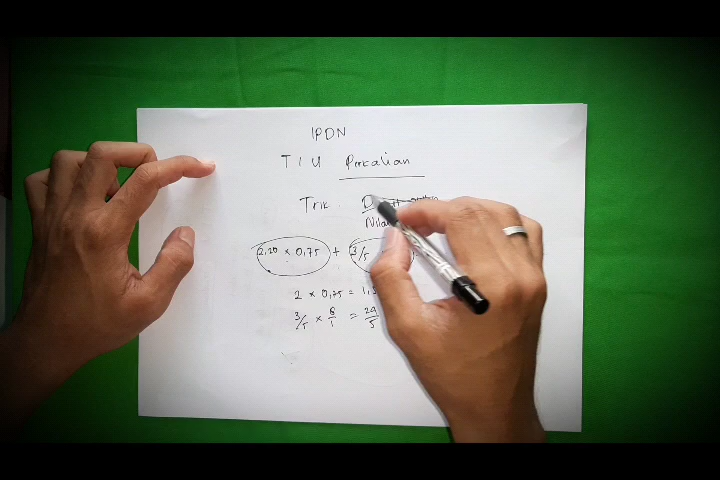 IPDN
TIU Perkalian
Trik :
2,20 × 0,75 + 3/5
2 × 0,75 = 1,
3/5 × 8/1 = 24/5